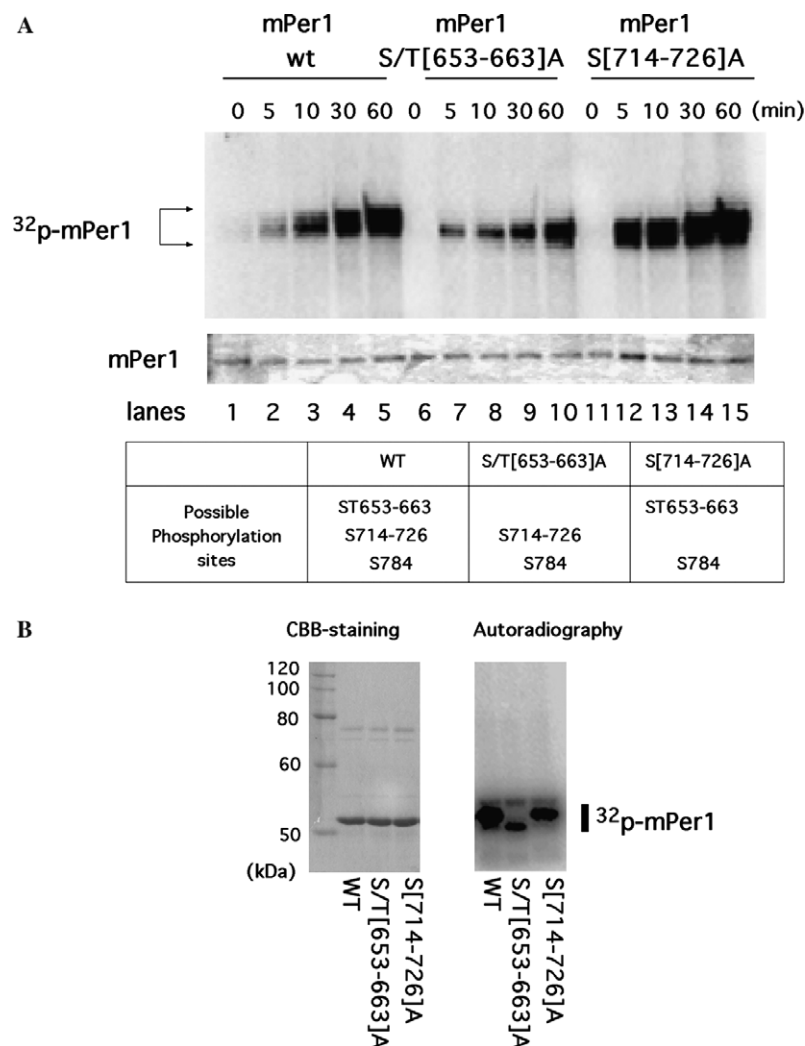 A
mPer1 mPer1 mPer1
wt S/T[653-663]A S[714-726]A
0 5 10 30 60 0 5 10 30 60 0 5 10 30 60 (min)
32p-mPer1
mPer1
lanes 1 2 3 4 5 6 7 8 9 10 11 12 13 14 15
WT S/T[653-663]A S[714-726]A
Possible Phosphorylation sites
ST653-663
S714-726
S784
S714-726
S784
ST653-663
S784
B
CBB-staining Autoradiography
120
100
80
60
50
(kDa)
32p-mPer1
WT
S/T[653-663]A
S[714-726]A
WT
S/T[653-663]A
S[714-726]A